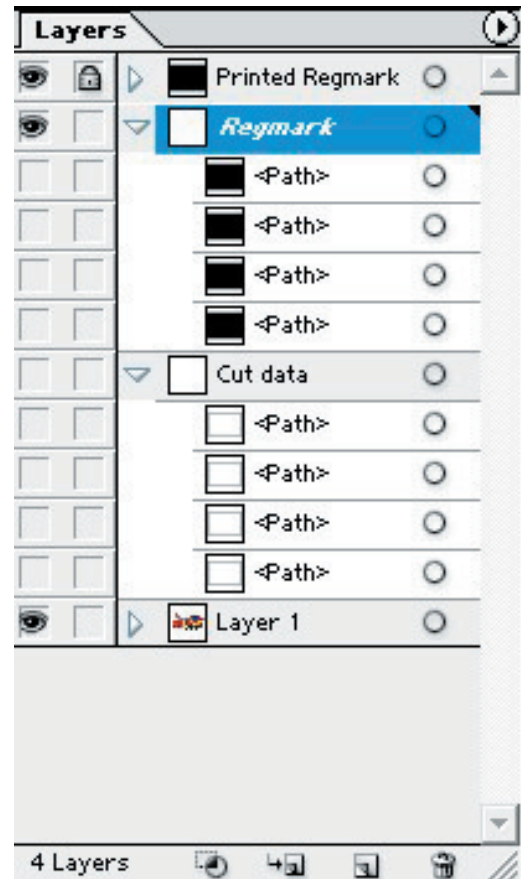 Layers
Printed Regmark
Regmark
<Path>
<Path>
<Path>
<Path>
Cut data
<Path>
<Path>
<Path>
<Path>
Layer 1
4 Layers